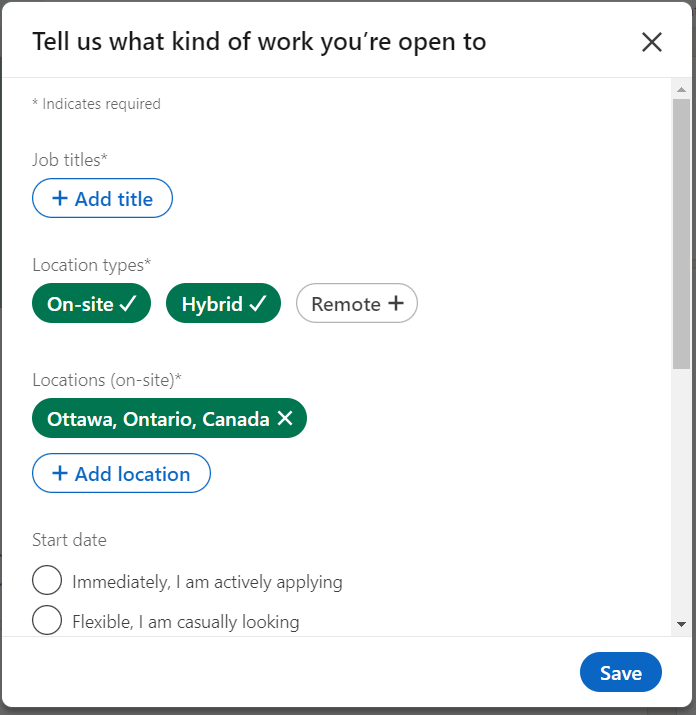 Tell us what kind of work you’re open to
* Indicates required
Job titles*
+ Add title
Location types*
On-site ✓ Hybrid ✓ Remote +
Locations (on-site)*
Ottawa, Ontario, Canada ✕
+ Add location
Start date
Immediately, I am actively applying
Flexible, I am casually looking
Save